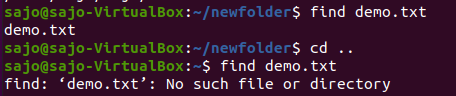 sajo@sajo-VirtualBox:~/newfolder$ find demo.txt
demo.txt
sajo@sajo-VirtualBox:~/newfolder$ cd ..
sajo@sajo-VirtualBox:~$ find demo.txt
find: ‘demo.txt’: No such file or directory